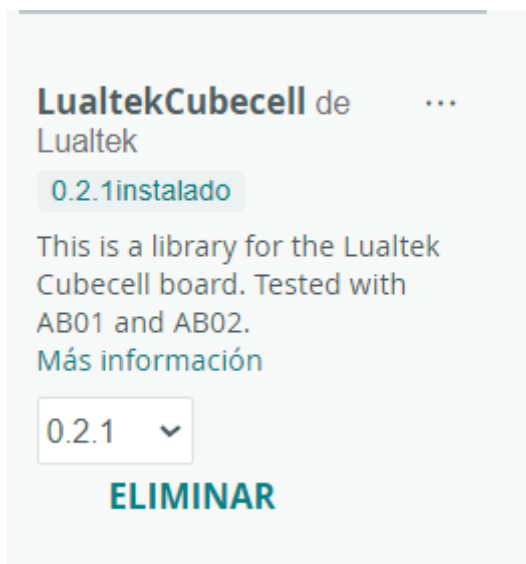 LualtekCubecell de ...
Lualtek
0.2.1instalado
This is a library for the Lualtek
Cubecell board. Tested with
AB01 and AB02.
Más información
0.2.1
ELIMINAR